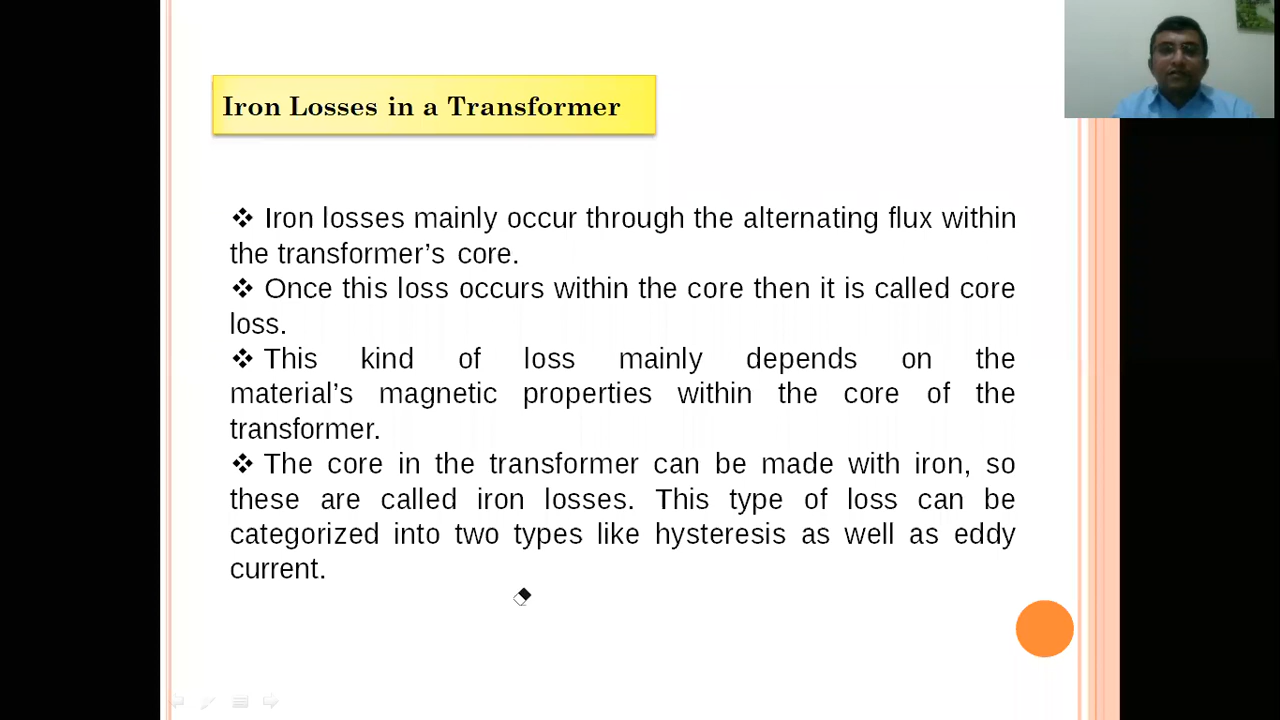 Iron Losses in a Transformer
❖ Iron losses mainly occur through the alternating flux within
the transformer’s core.
❖ Once this loss occurs within the core then it is called core
loss.
❖ This kind of loss mainly depends on the
material’s magnetic properties within the core of the
transformer.
❖ The core in the transformer can be made with iron, so
these are called iron losses. This type of loss can be
categorized into two types like hysteresis as well as eddy
current.